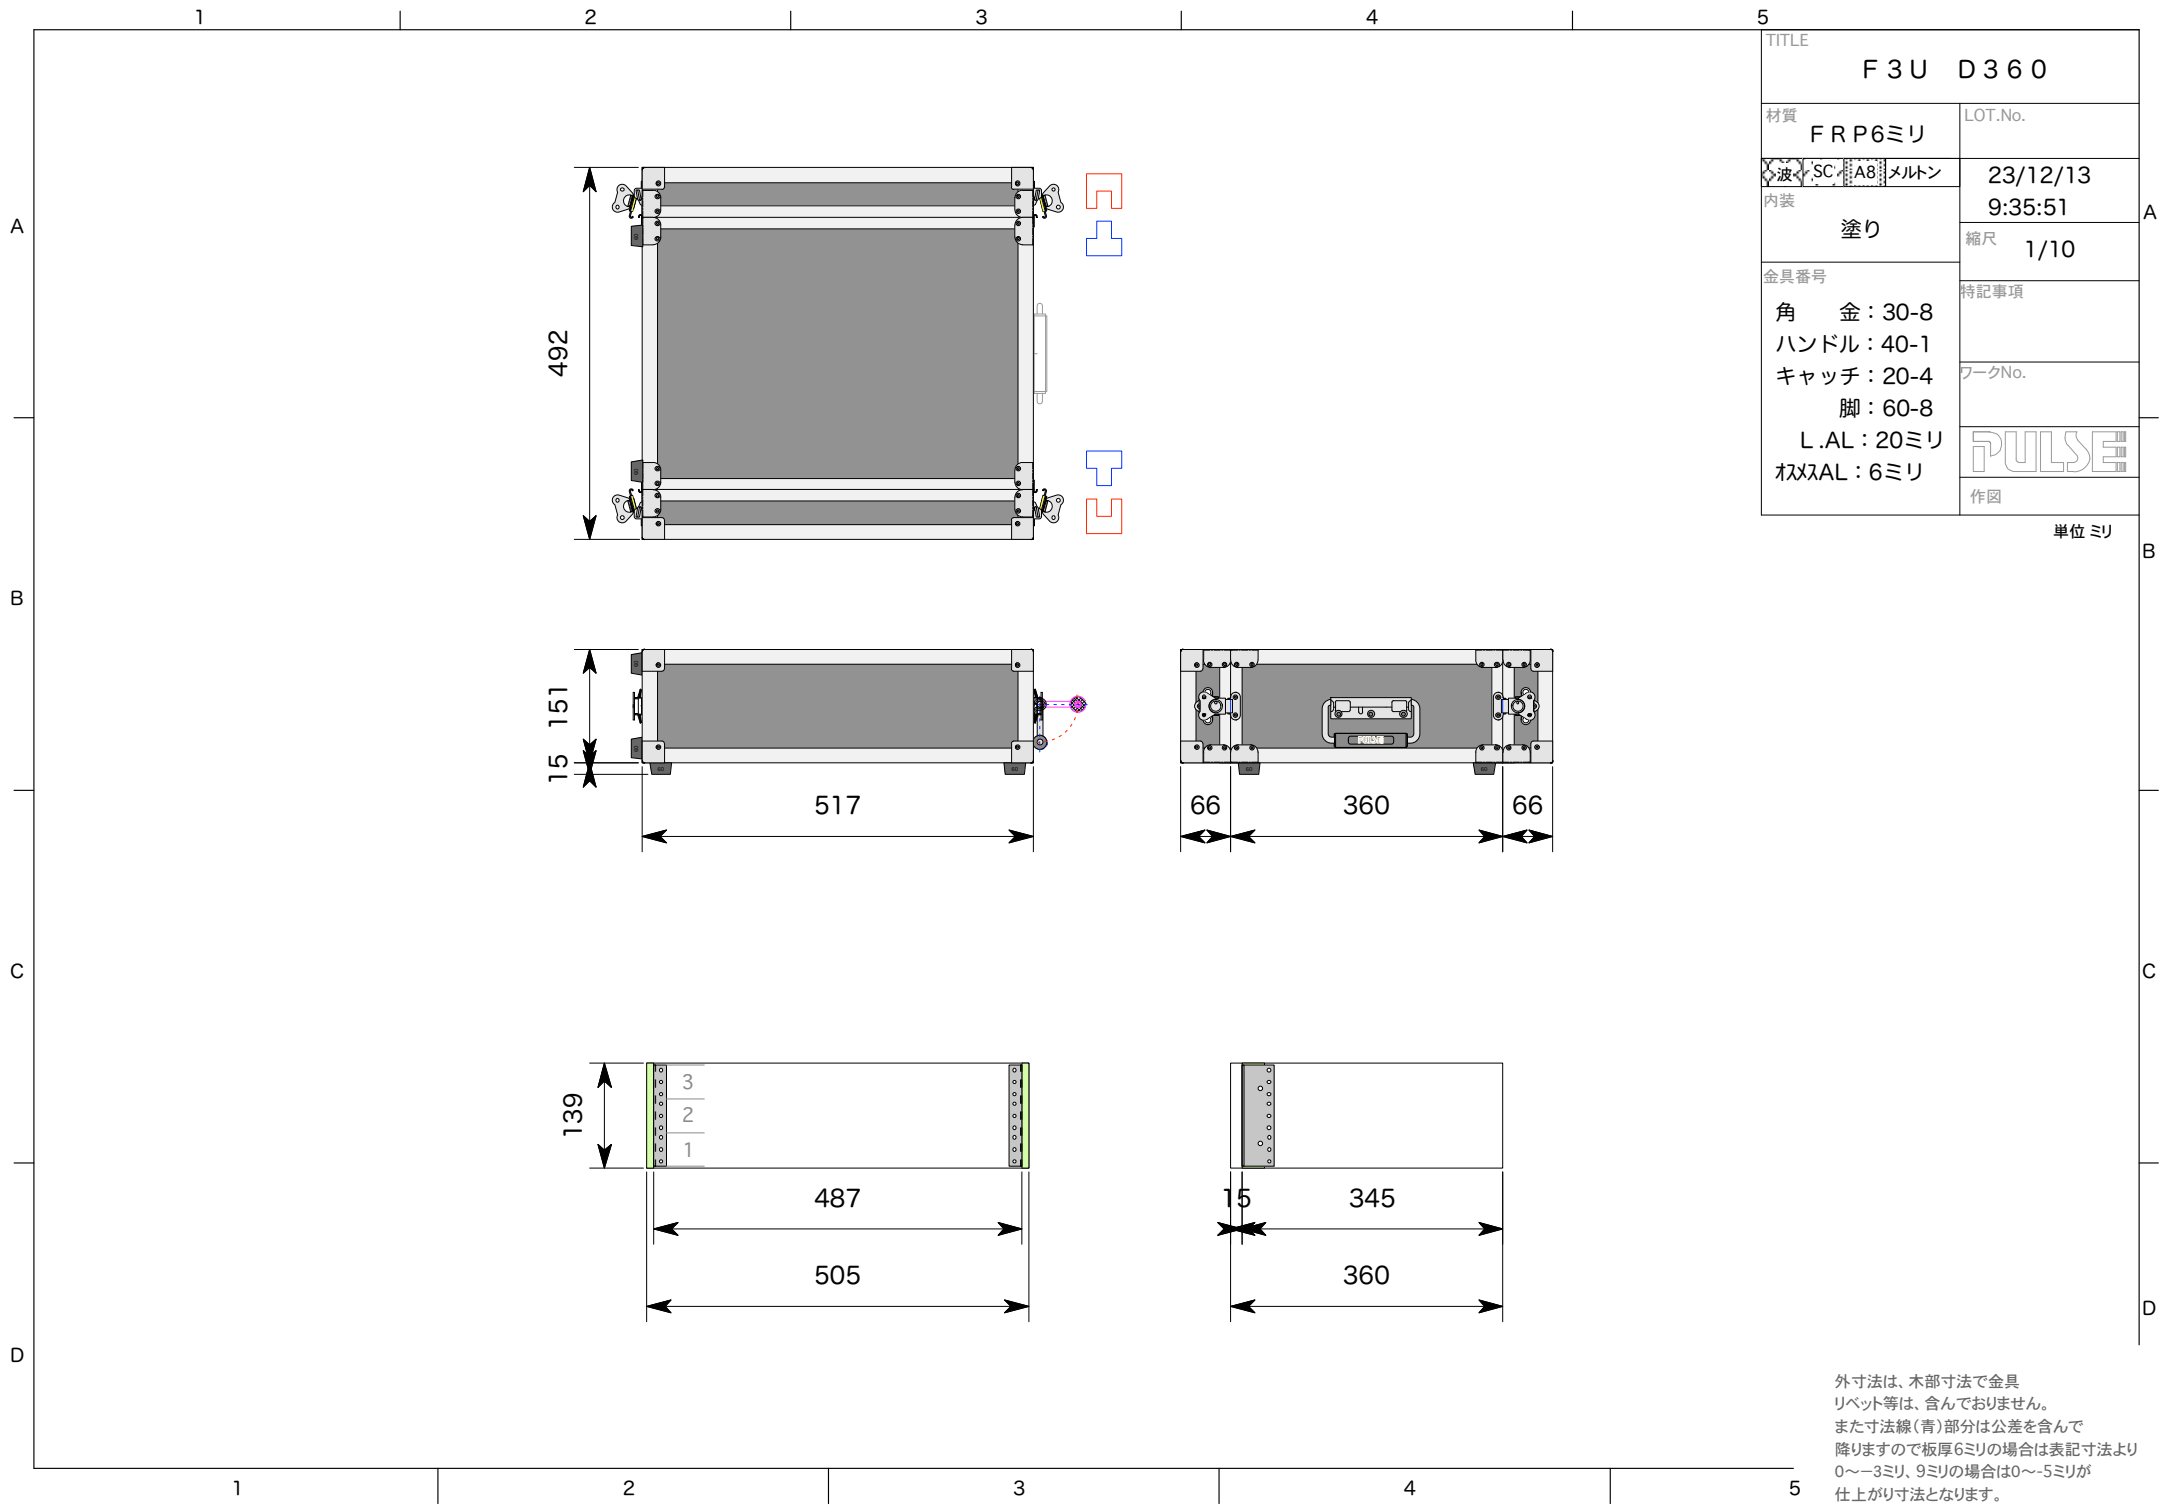 1 2 3 4 5
TITLE
F3U D360
材質
FRP6ミリ
LOT.No.
波 SC A8 メルトン
23/12/13
9:35:51
内装
塗り
縮尺
1/10
金具番号
特記事項
角 金：30-8
ハンドル：40-1
キャッチ：20-4
脚：60-8
L.AL：20ミリ
オスメスAL：6ミリ
ワークNo.
PULSE
作図
単位 ミリ
A
A
B
B
C
C
D
D
492
151
15
517
66 360 66
PULSE
139
3
2
1
487
505
15 345
360
外寸法は、木部寸法で金具
リベット等は、含んでおりません。
また寸法線（青）部分は公差を含んで
降りますので板厚6ミリの場合は表記寸法より
0〜−3ミリ、9ミリの場合は0〜-5ミリが
仕上がり寸法となります。
1 2 3 4 5